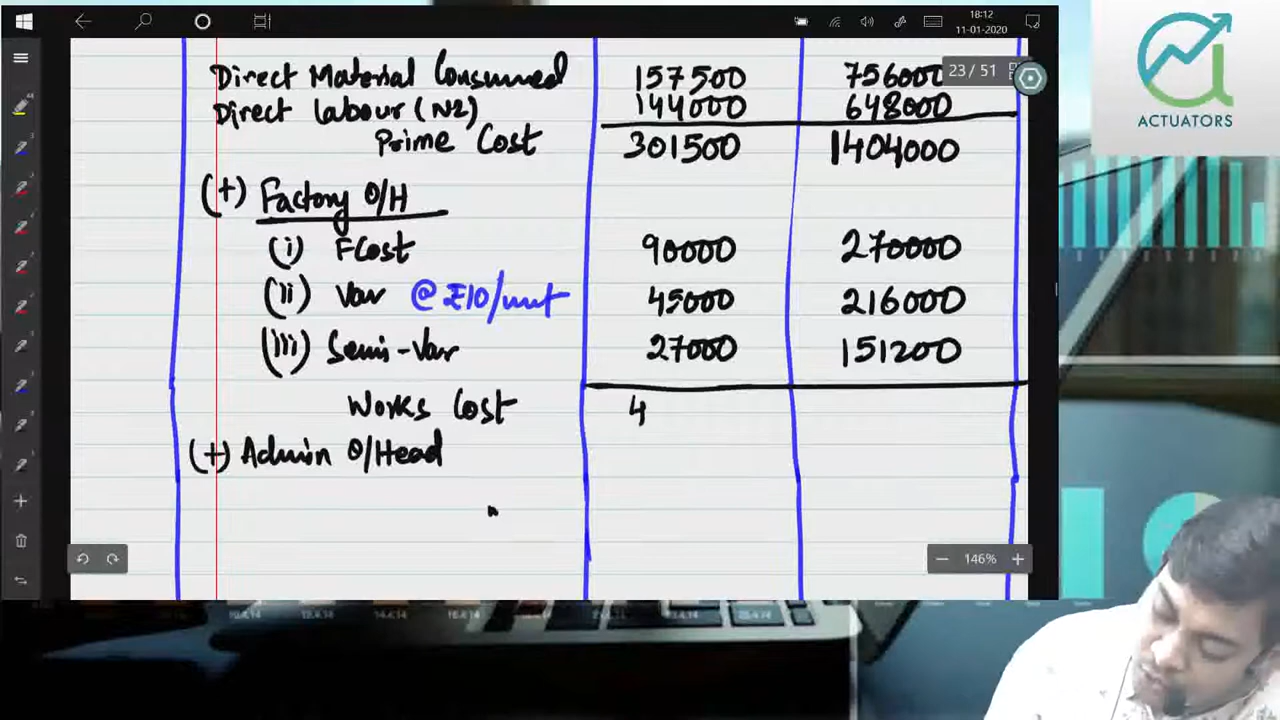 18:12
11-01-2020
23 / 51
ACTUATORS
Direct Material Consumed 157500 756000
Direct labour (N2) 144000 648000
Prime Cost 301500 1404000
(+) Factory O/H
(i) FCost 90000 270000
(ii) Var @ ₹10/unit 45000 216000
(iii) Semi-Var 27000 151200
Works Cost 4
(+) Admin O/Head
146%